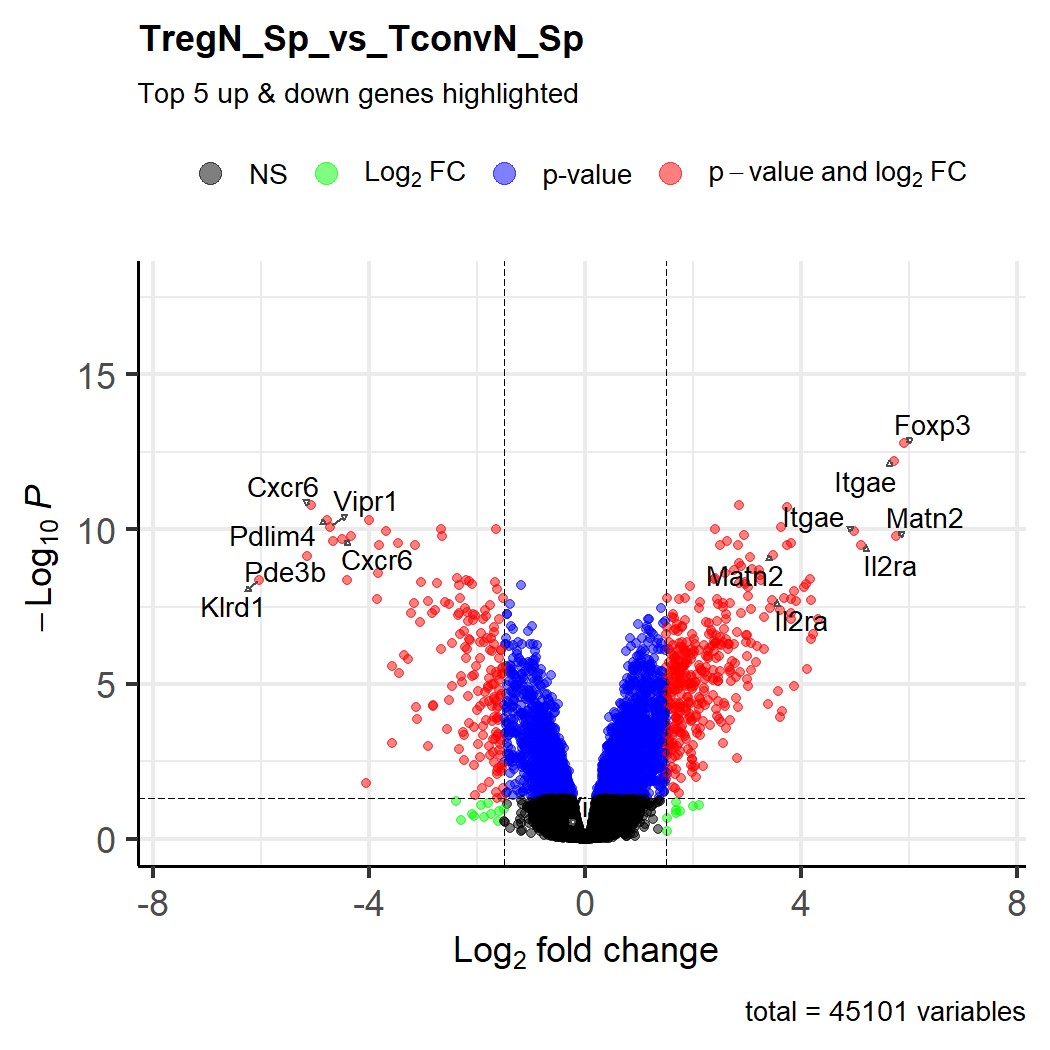 TregN_Sp_vs_TconvN_Sp
Top 5 up & down genes highlighted
NS Log₂ FC p-value p−value and log₂ FC
−Log₁₀ P
15
10
5
0
Foxp3
Itgae
Cxcr6
Vipr1
Itgae
Matn2
Pdlim4
Cxcr6
Il2ra
Pde3b
Matn2
Klrd1
Il2ra
-8 -4 0 4 8
Log₂ fold change
total = 45101 variables